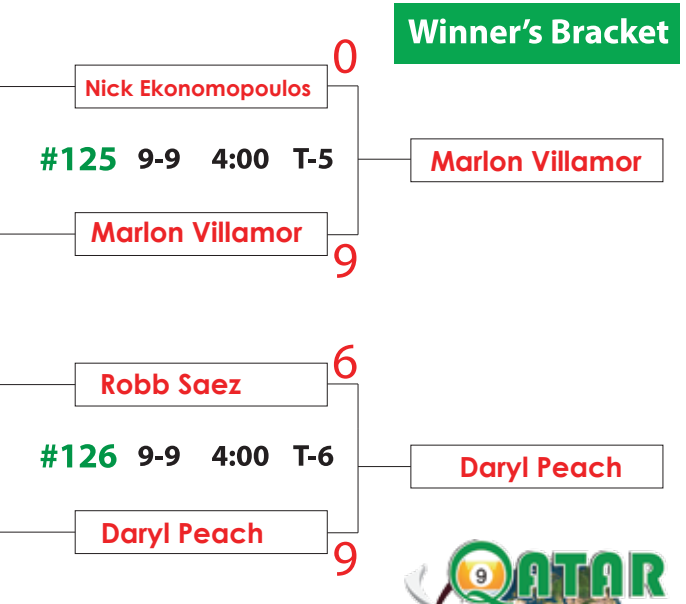 Winner's Bracket
0
Nick Ekonomopoulos
#125 9-9 4:00 T-5
Marlon Villamor
Marlon Villamor
9
6
Robb Saez
#126 9-9 4:00 T-6
Daryl Peach
Daryl Peach
9
QATAR
9